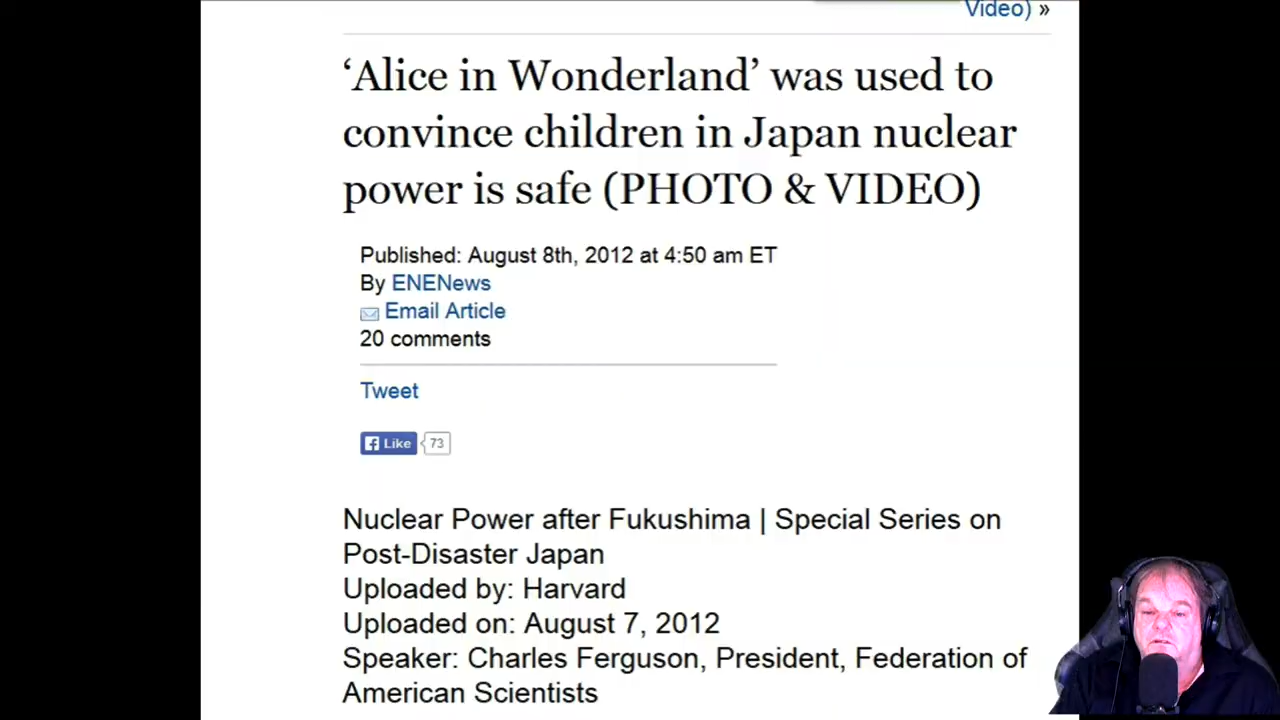 Video) »
‘Alice in Wonderland’ was used to
convince children in Japan nuclear
power is safe (PHOTO & VIDEO)
Published: August 8th, 2012 at 4:50 am ET
By ENENews
Email Article
20 comments
Tweet
Like 73
Nuclear Power after Fukushima | Special Series on
Post-Disaster Japan
Uploaded by: Harvard
Uploaded on: August 7, 2012
Speaker: Charles Ferguson, President, Federation of
American Scientists